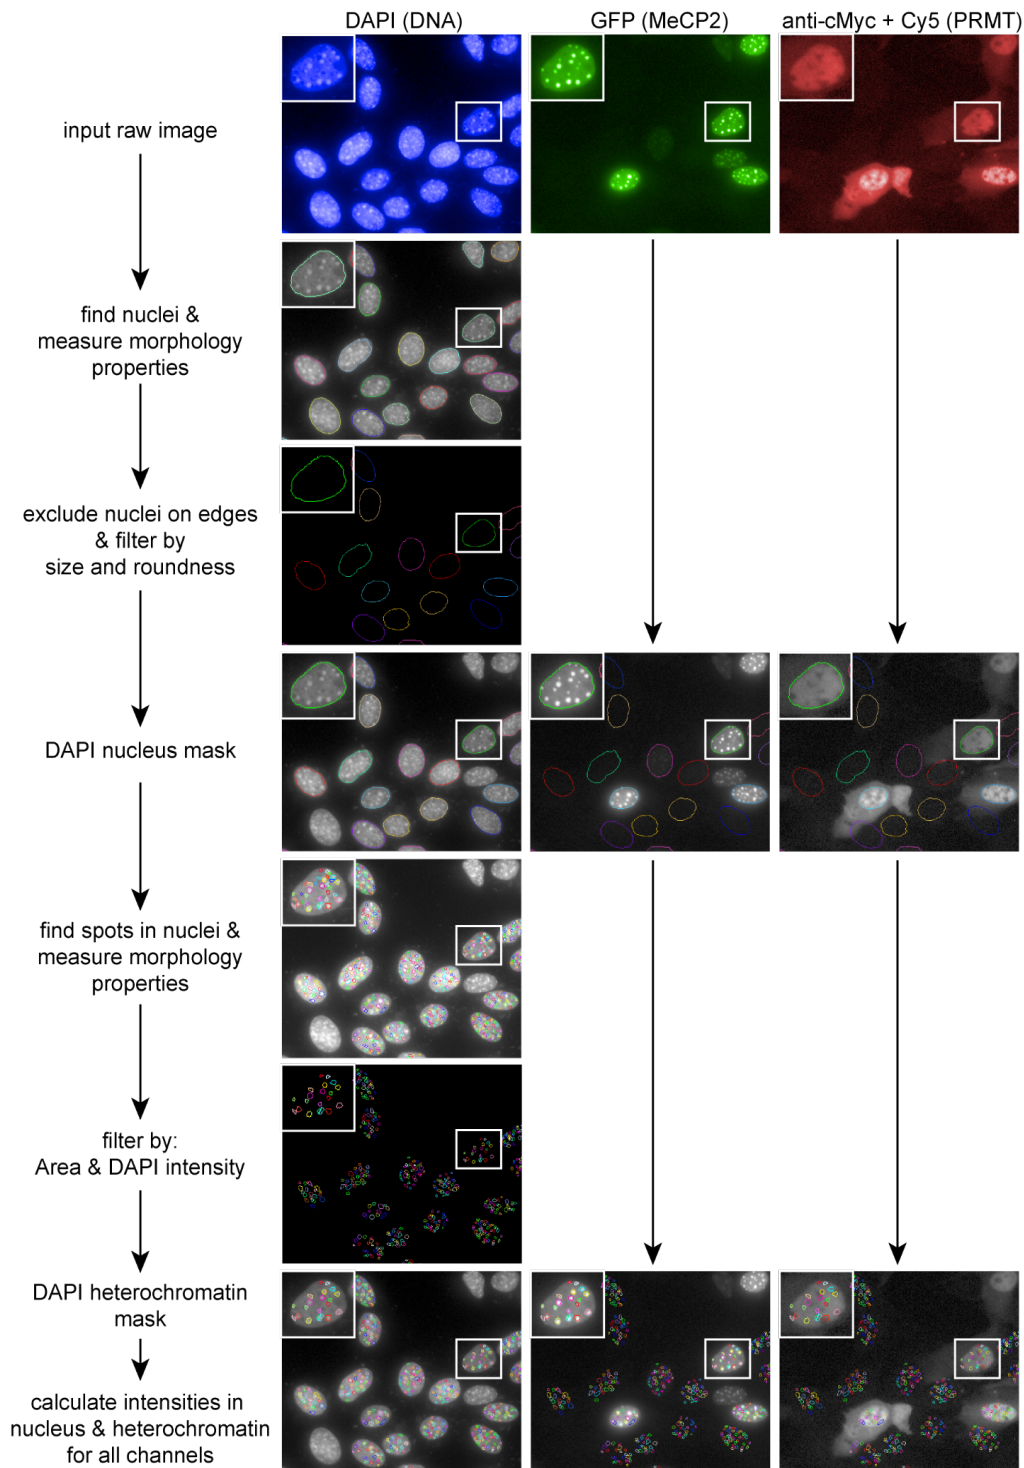 DAPI (DNA)
GFP (MeCP2)
anti-cMyc + Cy5 (PRMT)
input raw image
find nuclei &
measure morphology
properties
exclude nuclei on edges
& filter by
size and roundness
DAPI nucleus mask
find spots in nuclei &
measure morphology
properties
filter by:
Area & DAPI intensity
DAPI heterochromatin
mask
calculate intensities in
nucleus & heterochromatin
for all channels